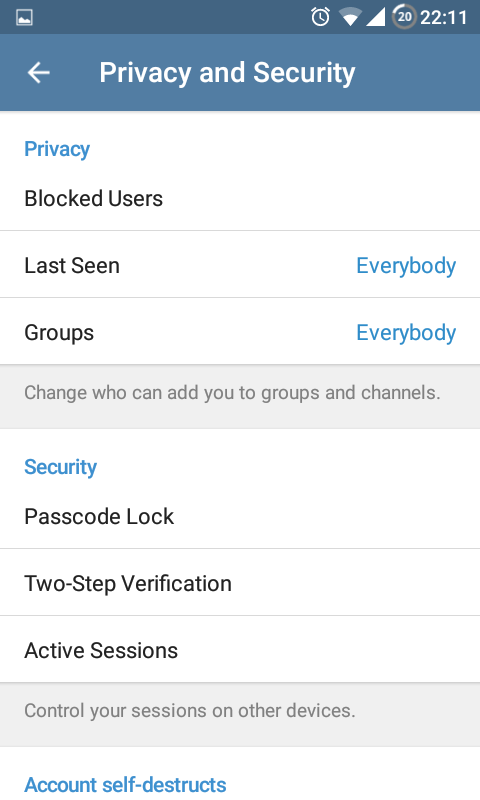 20 22:11
Privacy and Security
Privacy
Blocked Users
Last Seen Everybody
Groups Everybody
Change who can add you to groups and channels.
Security
Passcode Lock
Two-Step Verification
Active Sessions
Control your sessions on other devices.
Account self-destructs